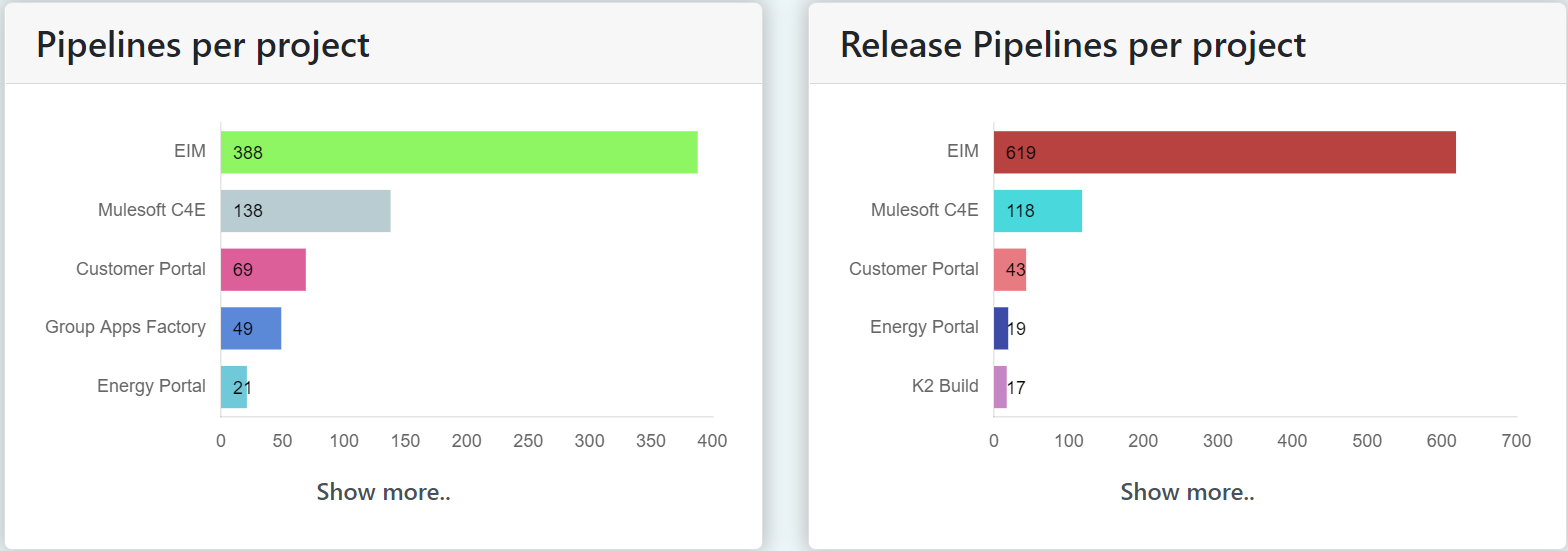 Pipelines per project
EIM 388
Mulesoft C4E 138
Customer Portal 69
Group Apps Factory 49
Energy Portal 21
0 50 100 150 200 250 300 350 400
Show more..
Release Pipelines per project
EIM 619
Mulesoft C4E 118
Customer Portal 43
Energy Portal 19
K2 Build 17
0 100 200 300 400 500 600 700
Show more..